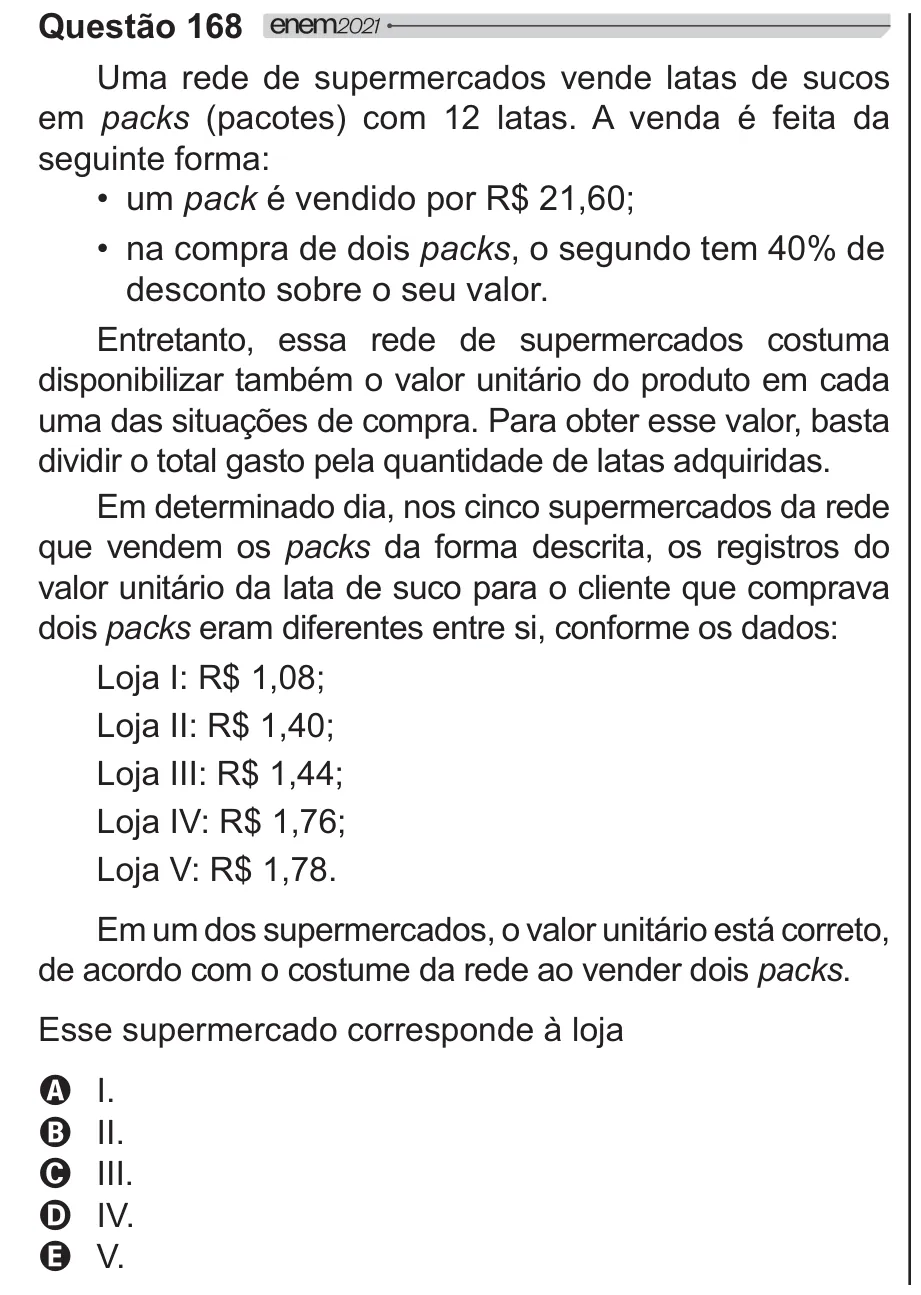 Questão 168 enem2021
Uma rede de supermercados vende latas de sucos
em packs (pacotes) com 12 latas. A venda é feita da
seguinte forma:
• um pack é vendido por R$ 21,60;
• na compra de dois packs, o segundo tem 40% de
desconto sobre o seu valor.
Entretanto, essa rede de supermercados costuma
disponibilizar também o valor unitário do produto em cada
uma das situações de compra. Para obter esse valor, basta
dividir o total gasto pela quantidade de latas adquiridas.
Em determinado dia, nos cinco supermercados da rede
que vendem os packs da forma descrita, os registros do
valor unitário da lata de suco para o cliente que comprava
dois packs eram diferentes entre si, conforme os dados:
Loja I: R$ 1,08;
Loja II: R$ 1,40;
Loja III: R$ 1,44;
Loja IV: R$ 1,76;
Loja V: R$ 1,78.
Em um dos supermercados, o valor unitário está correto,
de acordo com o costume da rede ao vender dois packs.
Esse supermercado corresponde à loja
A I.
B II.
C III.
D IV.
E V.